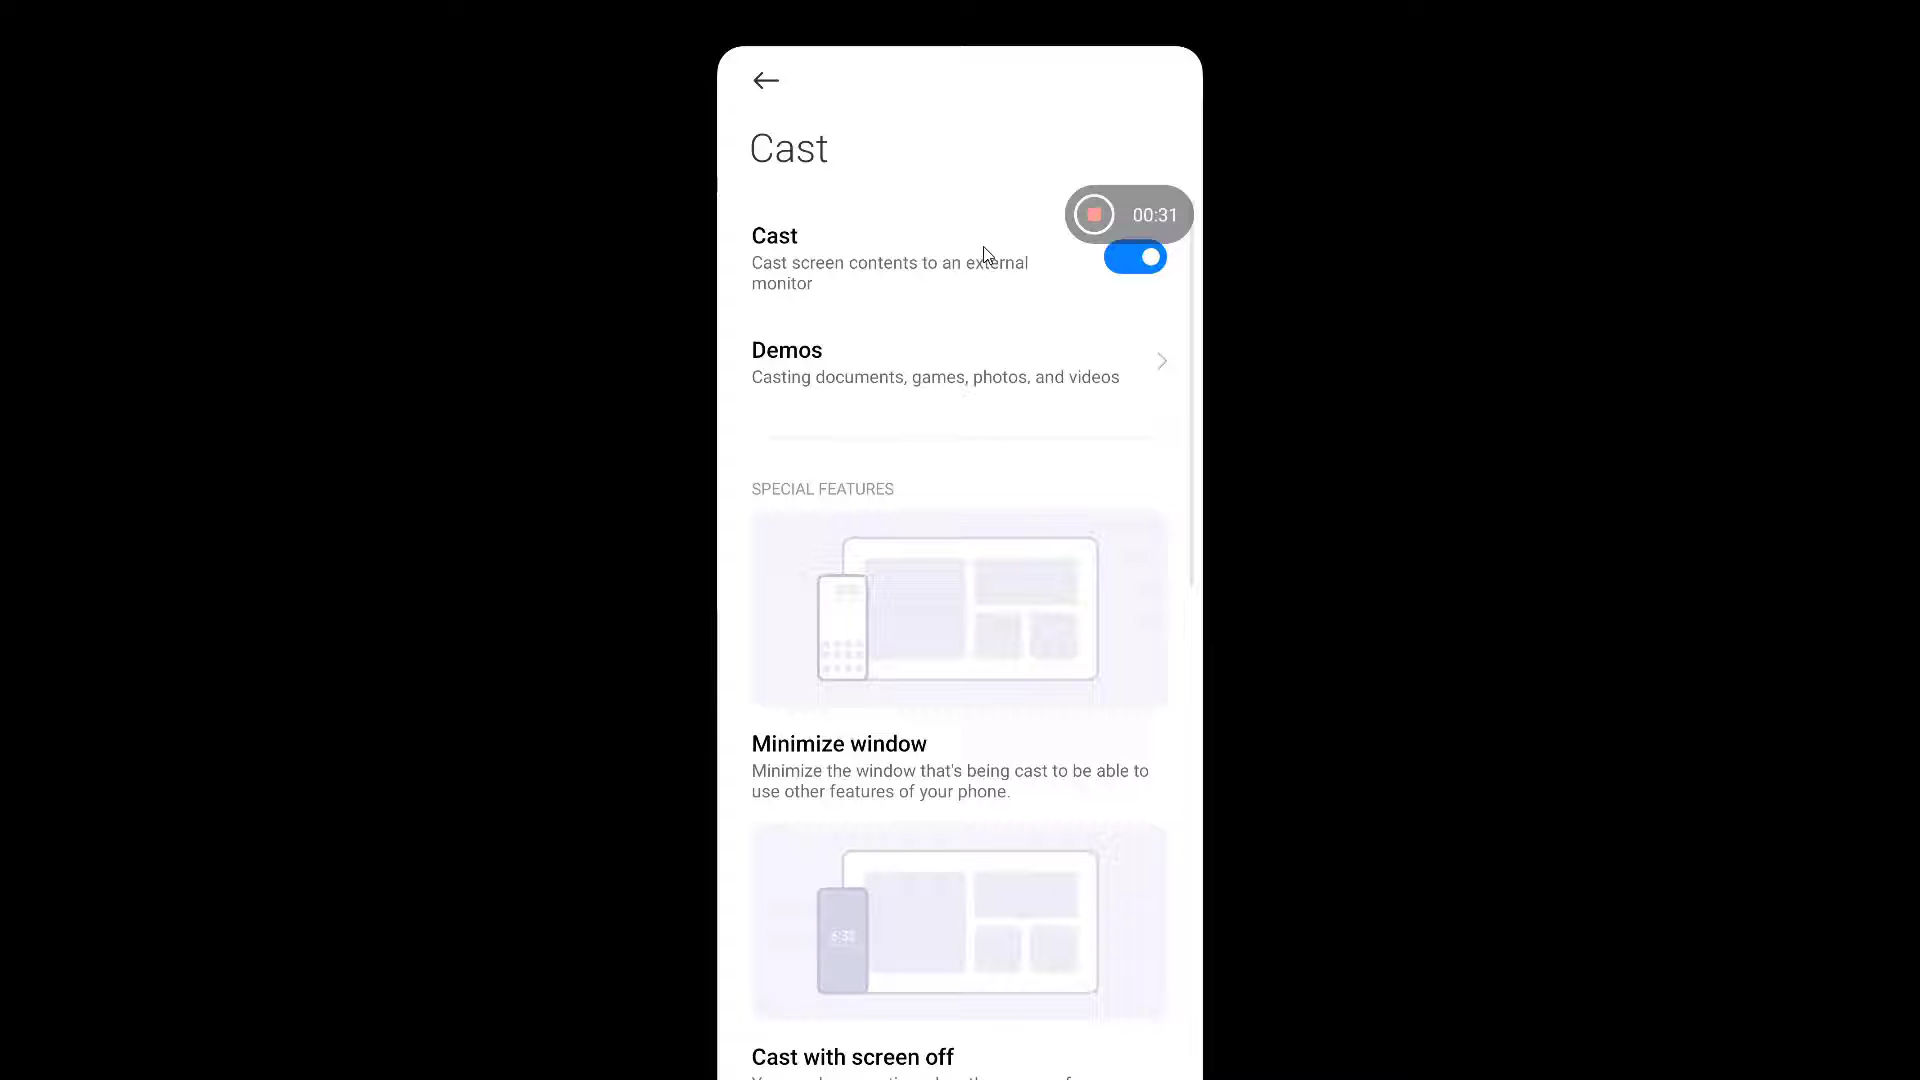 Cast
00:31
Cast
Cast screen contents to an external
monitor
Demos
Casting documents, games, photos, and videos
SPECIAL FEATURES
Minimize window
Minimize the window that's being cast to be able to
use other features of your phone.
Cast with screen off